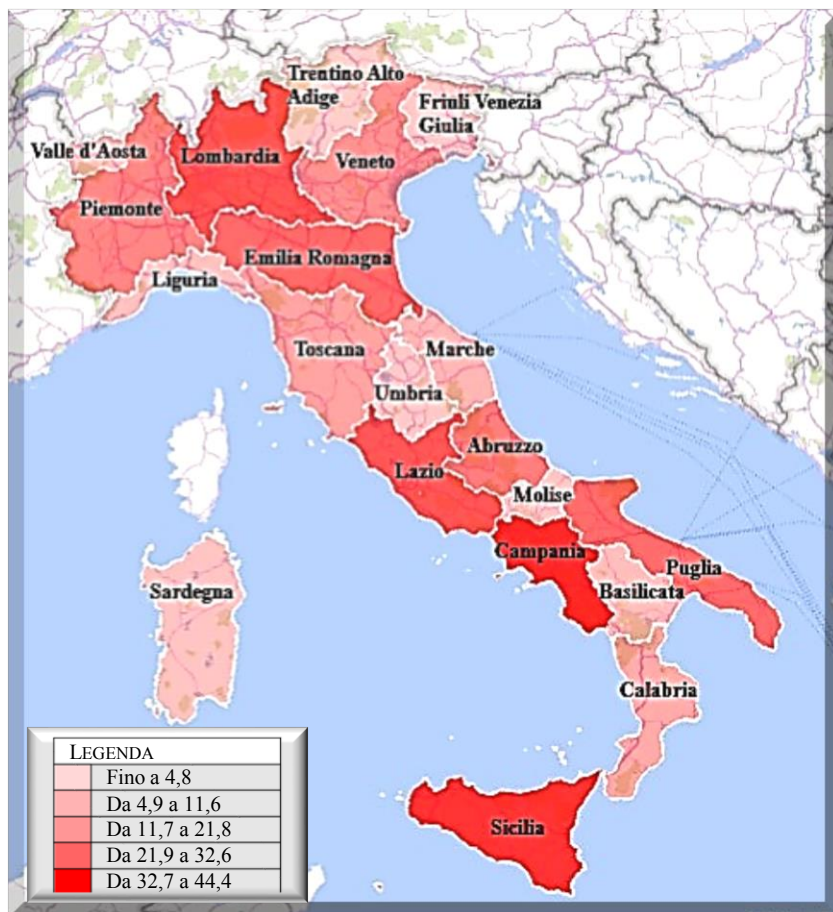 Trentino Alto
Adige
Friuli Venezia
Giulia
Valle d'Aosta
Lombardia
Veneto
Piemonte
Emilia Romagna
Liguria
Toscana
Marche
Umbria
Abruzzo
Lazio
Molise
Campania
Puglia
Basilicata
Sardegna
Calabria
Sicilia
LEGENDA
Fino a 4,8
Da 4,9 a 11,6
Da 11,7 a 21,8
Da 21,9 a 32,6
Da 32,7 a 44,4